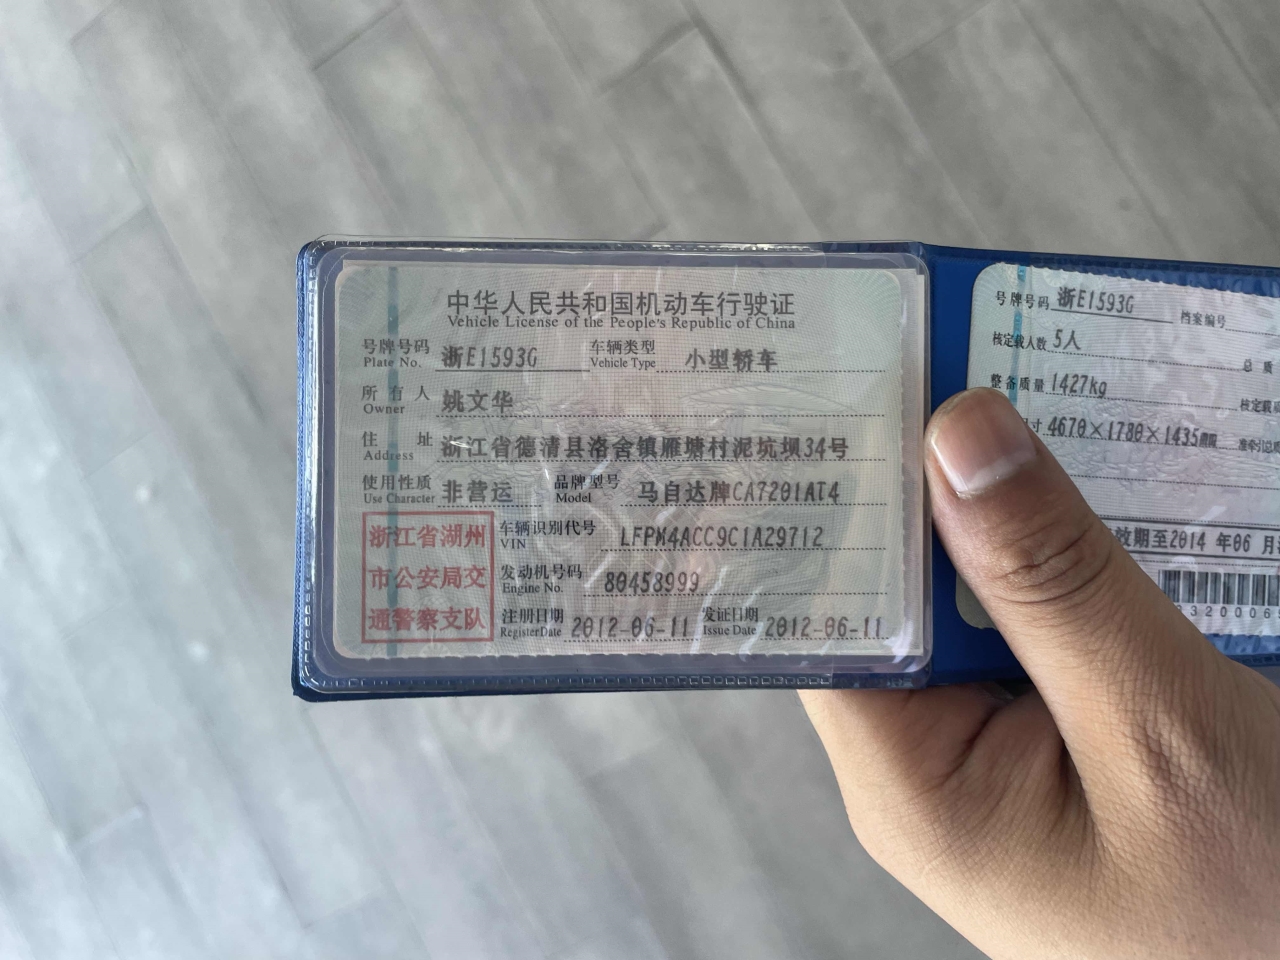 中华人民共和国机动车行驶证
Vehicle License of the People's Republic of China
号牌号码 浙E1593G 车辆类型 小型轿车
Plate No. Vehicle Type
所有人 姚文华
Owner
住址 浙江省德清县洛舍镇雁塘村泥坑坝34号
Address
使用性质 非营运 品牌型号 马自达牌CA7201AT4
Use Character Model
浙江省湖州
市公安局交
通警察支队
车辆识别代号 LFPM4ACC9C1A29712
VIN
发动机号码 80458999
Engine No.
注册日期 2012-06-11 发证日期 2012-06-11
Register Date Issue Date
号牌号码 浙E1593G 档案编号
核定载人数 5人 总质
整备质量 1427kg 核定载
寸 4670×1780×1435 准牵引总
效期至2014 年06 月
332000